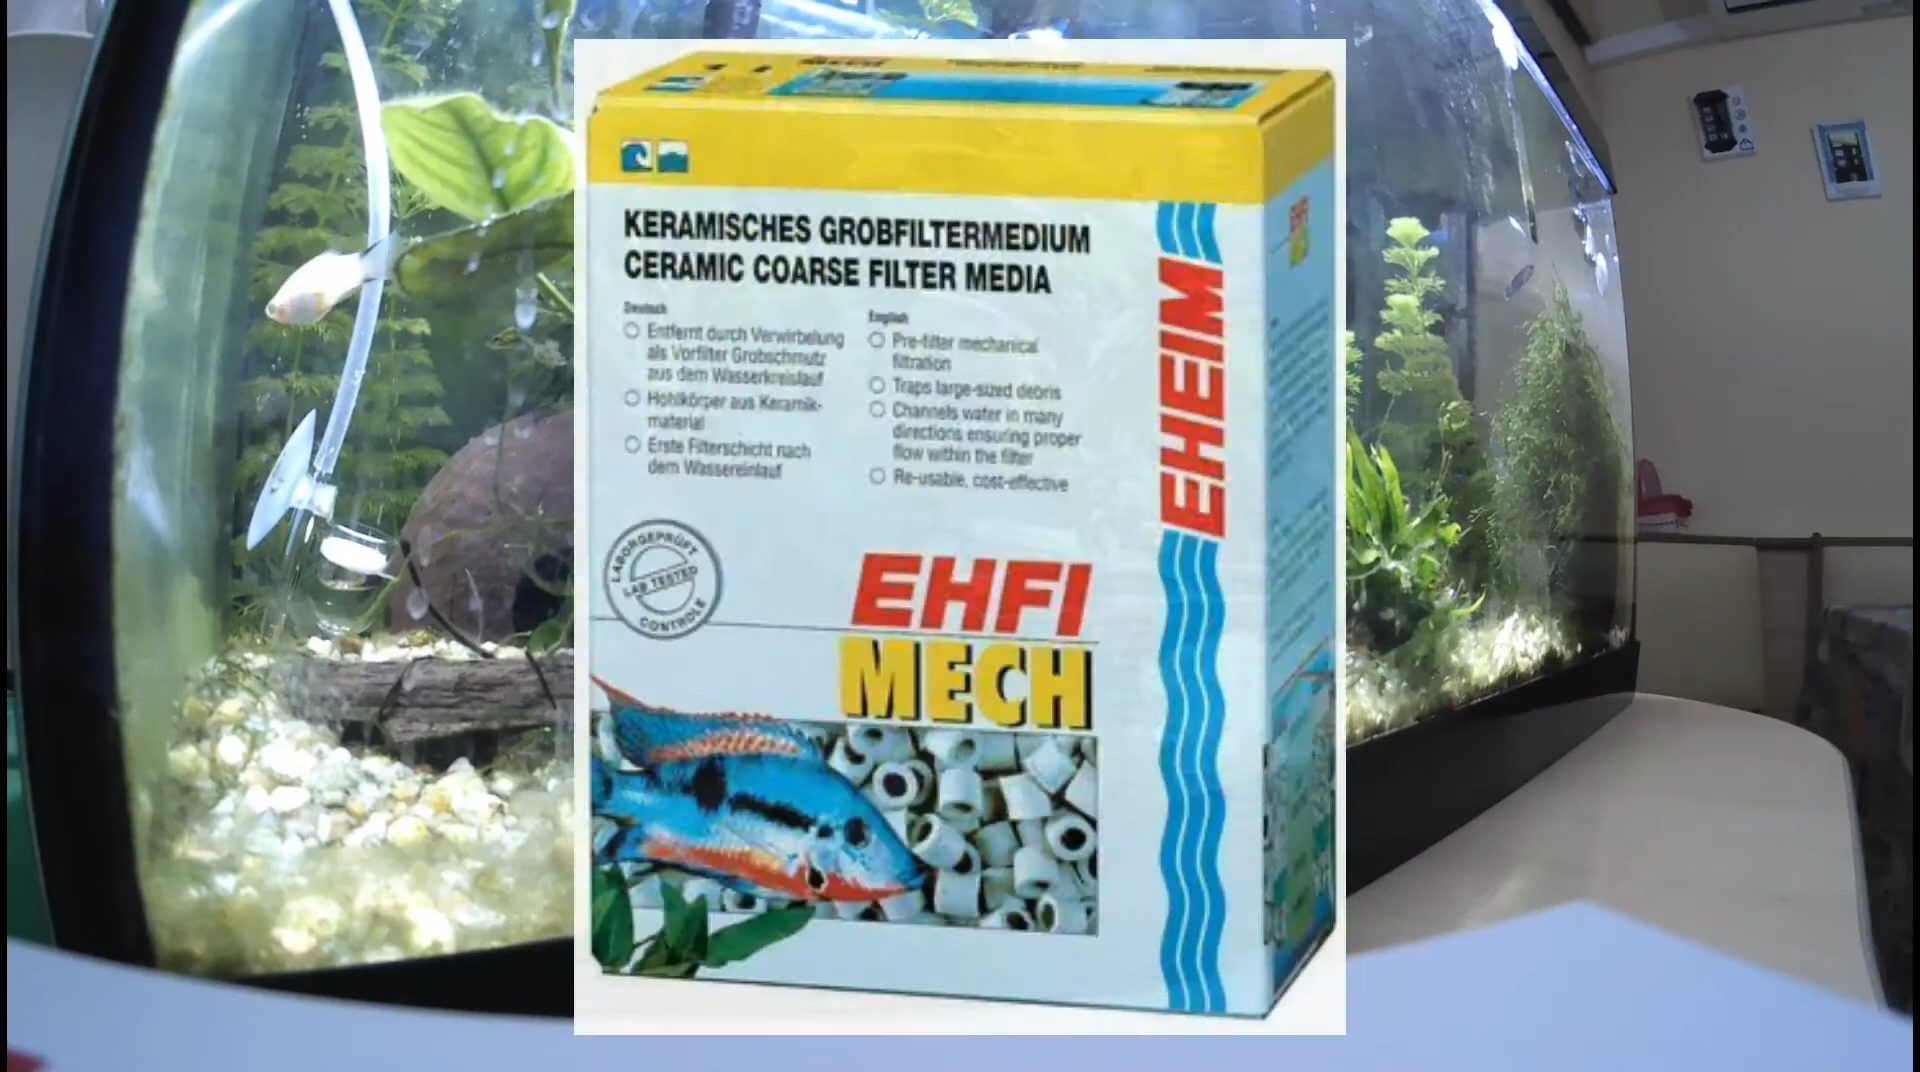 KERAMISCHES GROBFILTERMEDIUM
CERAMIC COARSE FILTER MEDIA
Deutsch
Entfernt durch Verwirbelung
als Vorfilter Grobschmutz
aus dem Wasserkreislauf
Hohlkörper aus Keramik-
material
Erste Filterschicht nach
dem Wassereinlauf
English
Pre-filter mechanical
filtration
Traps large-sized debris
Channels water in many
directions ensuring proper
flow within the filter
Re-usable, cost-effective
EHEIM
LABORGEPRÜFT
LAB TESTED
CONTROLE
EHFI
MECH
EHFI